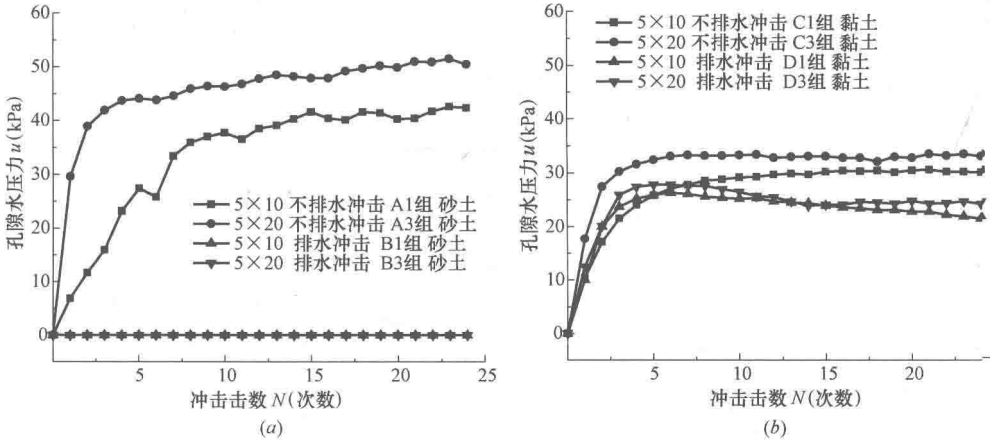 60
50
40
30
20
10
0
孔隙水压力 u(kPa)
5×10 不排水冲击 A1组 砂土
5×20 不排水冲击 A3组 砂土
5×10 排水冲击 B1组 砂土
5×20 排水冲击 B3组 砂土
5 10 15 20 25
冲击击数 N(次数)
(a)
60
50
40
30
20
10
0
孔隙水压力 u(kPa)
5×10 不排水冲击 C1组 黏土
5×20 不排水冲击 C3组 黏土
5×10 排水冲击 D1组 黏土
5×20 排水冲击 D3组 黏土
5 10 15 20
冲击击数 N(次数)
(b)